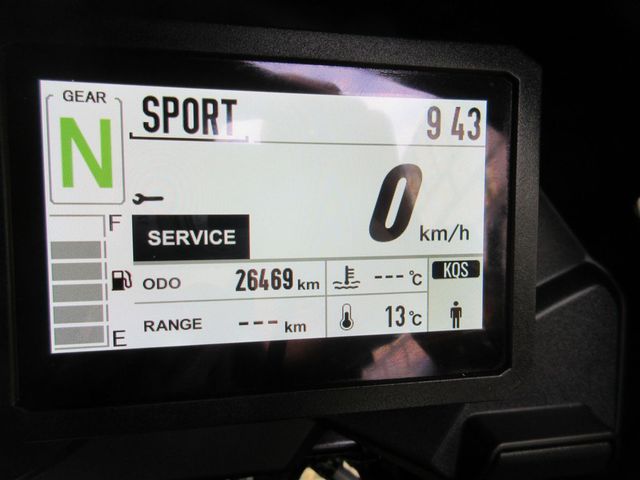 GEAR
N
SPORT
9 43
0 km/h
F
SERVICE
ODO 26469 km
--- °C
KQS
RANGE --- km
13 °C
E